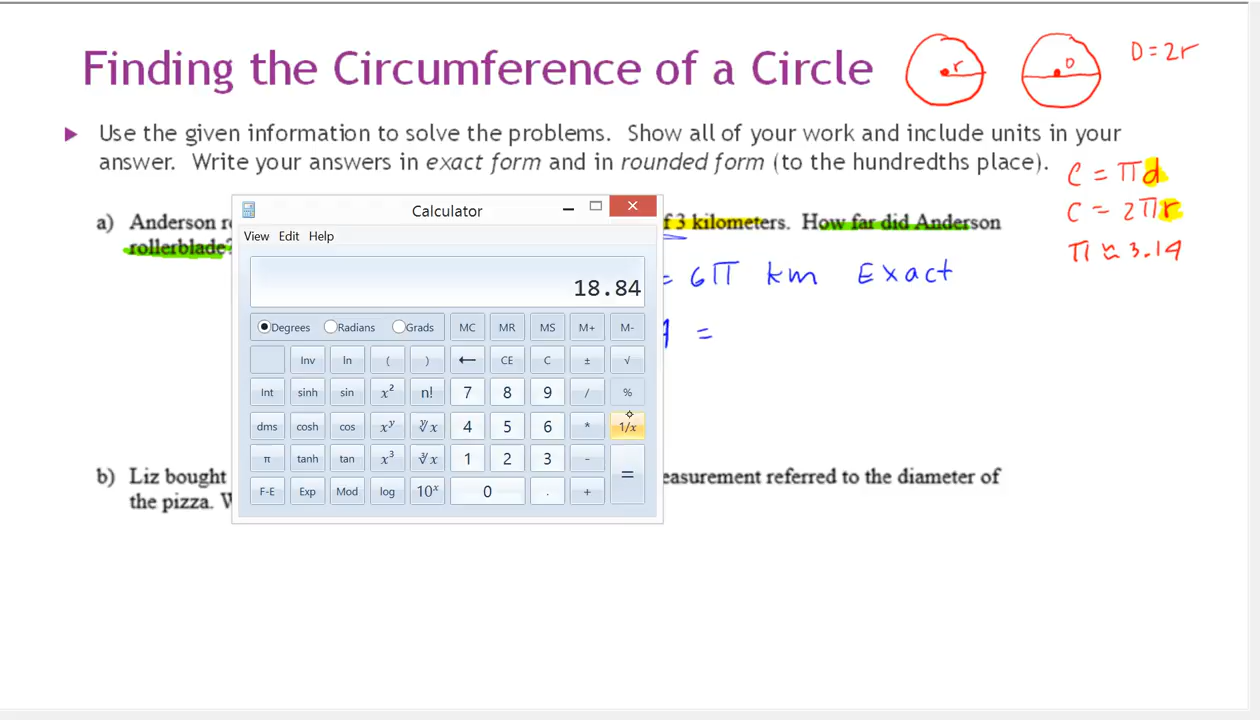 Finding the Circumference of a Circle
r
D
D = 2r
Use the given information to solve the problems. Show all of your work and include units in your
answer. Write your answers in exact form and in rounded form (to the hundredths place).
C = πd
C = 2πr
π ≈ 3.14
a) Anderson
f 3 kilometers. How far did Anderson
rollerblade?
= 6π km Exact
=
Calculator
View Edit Help
18.84
Degrees Radians Grads MC MR MS M+ M-
Inv ln ( ) ← CE C ± √
Int sinh sin x² n! 7 8 9 / %
dms cosh cos xʸ ʸ√x 4 5 6 * 1/x
π tanh tan x³ ³√x 1 2 3 - =
F-E Exp Mod log 10ˣ 0 . +
b) Liz bought
easurement referred to the diameter of
the pizza.